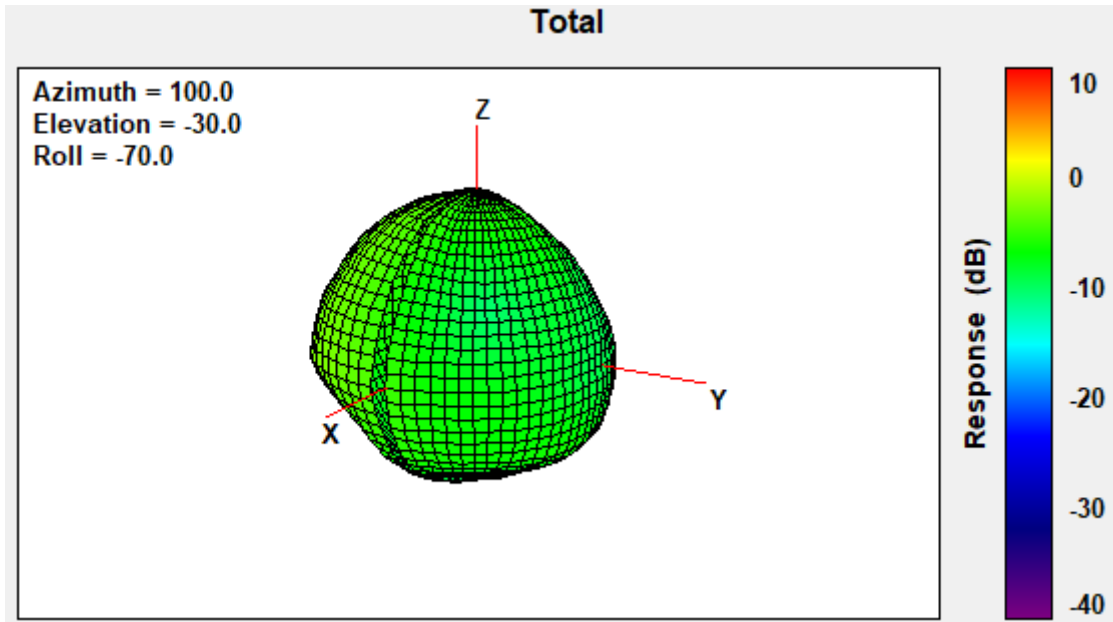 Total
Azimuth = 100.0
Elevation = -30.0
Roll = -70.0
Z
X
Y
Response (dB)
10
0
-10
-20
-30
-40